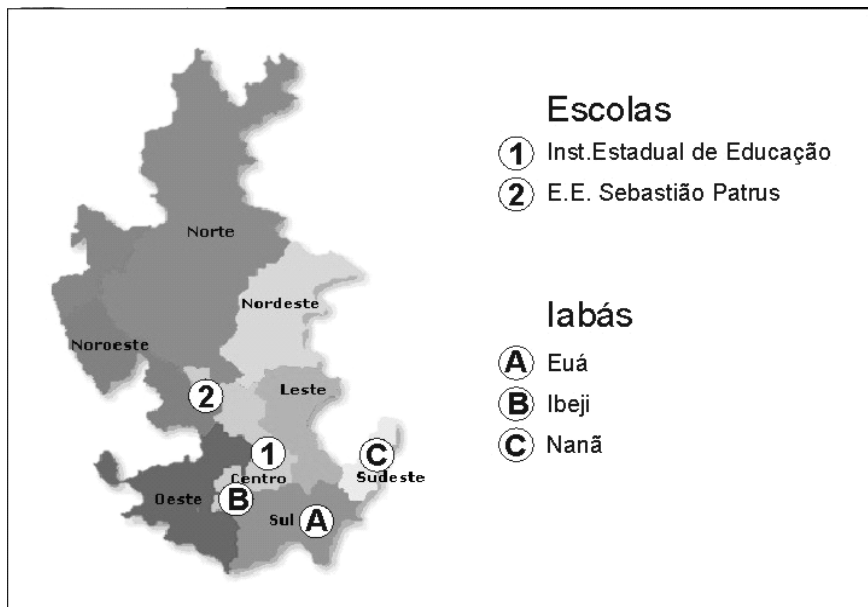 Escolas
1 Inst.Estadual de Educação
2 E.E. Sebastião Patrus
Iabás
A Euá
B Ibeji
C Nanã
Norte
Nordeste
Noroeste
Leste
2
1
C
Centro
Sudeste
Oeste
B
Sul
A